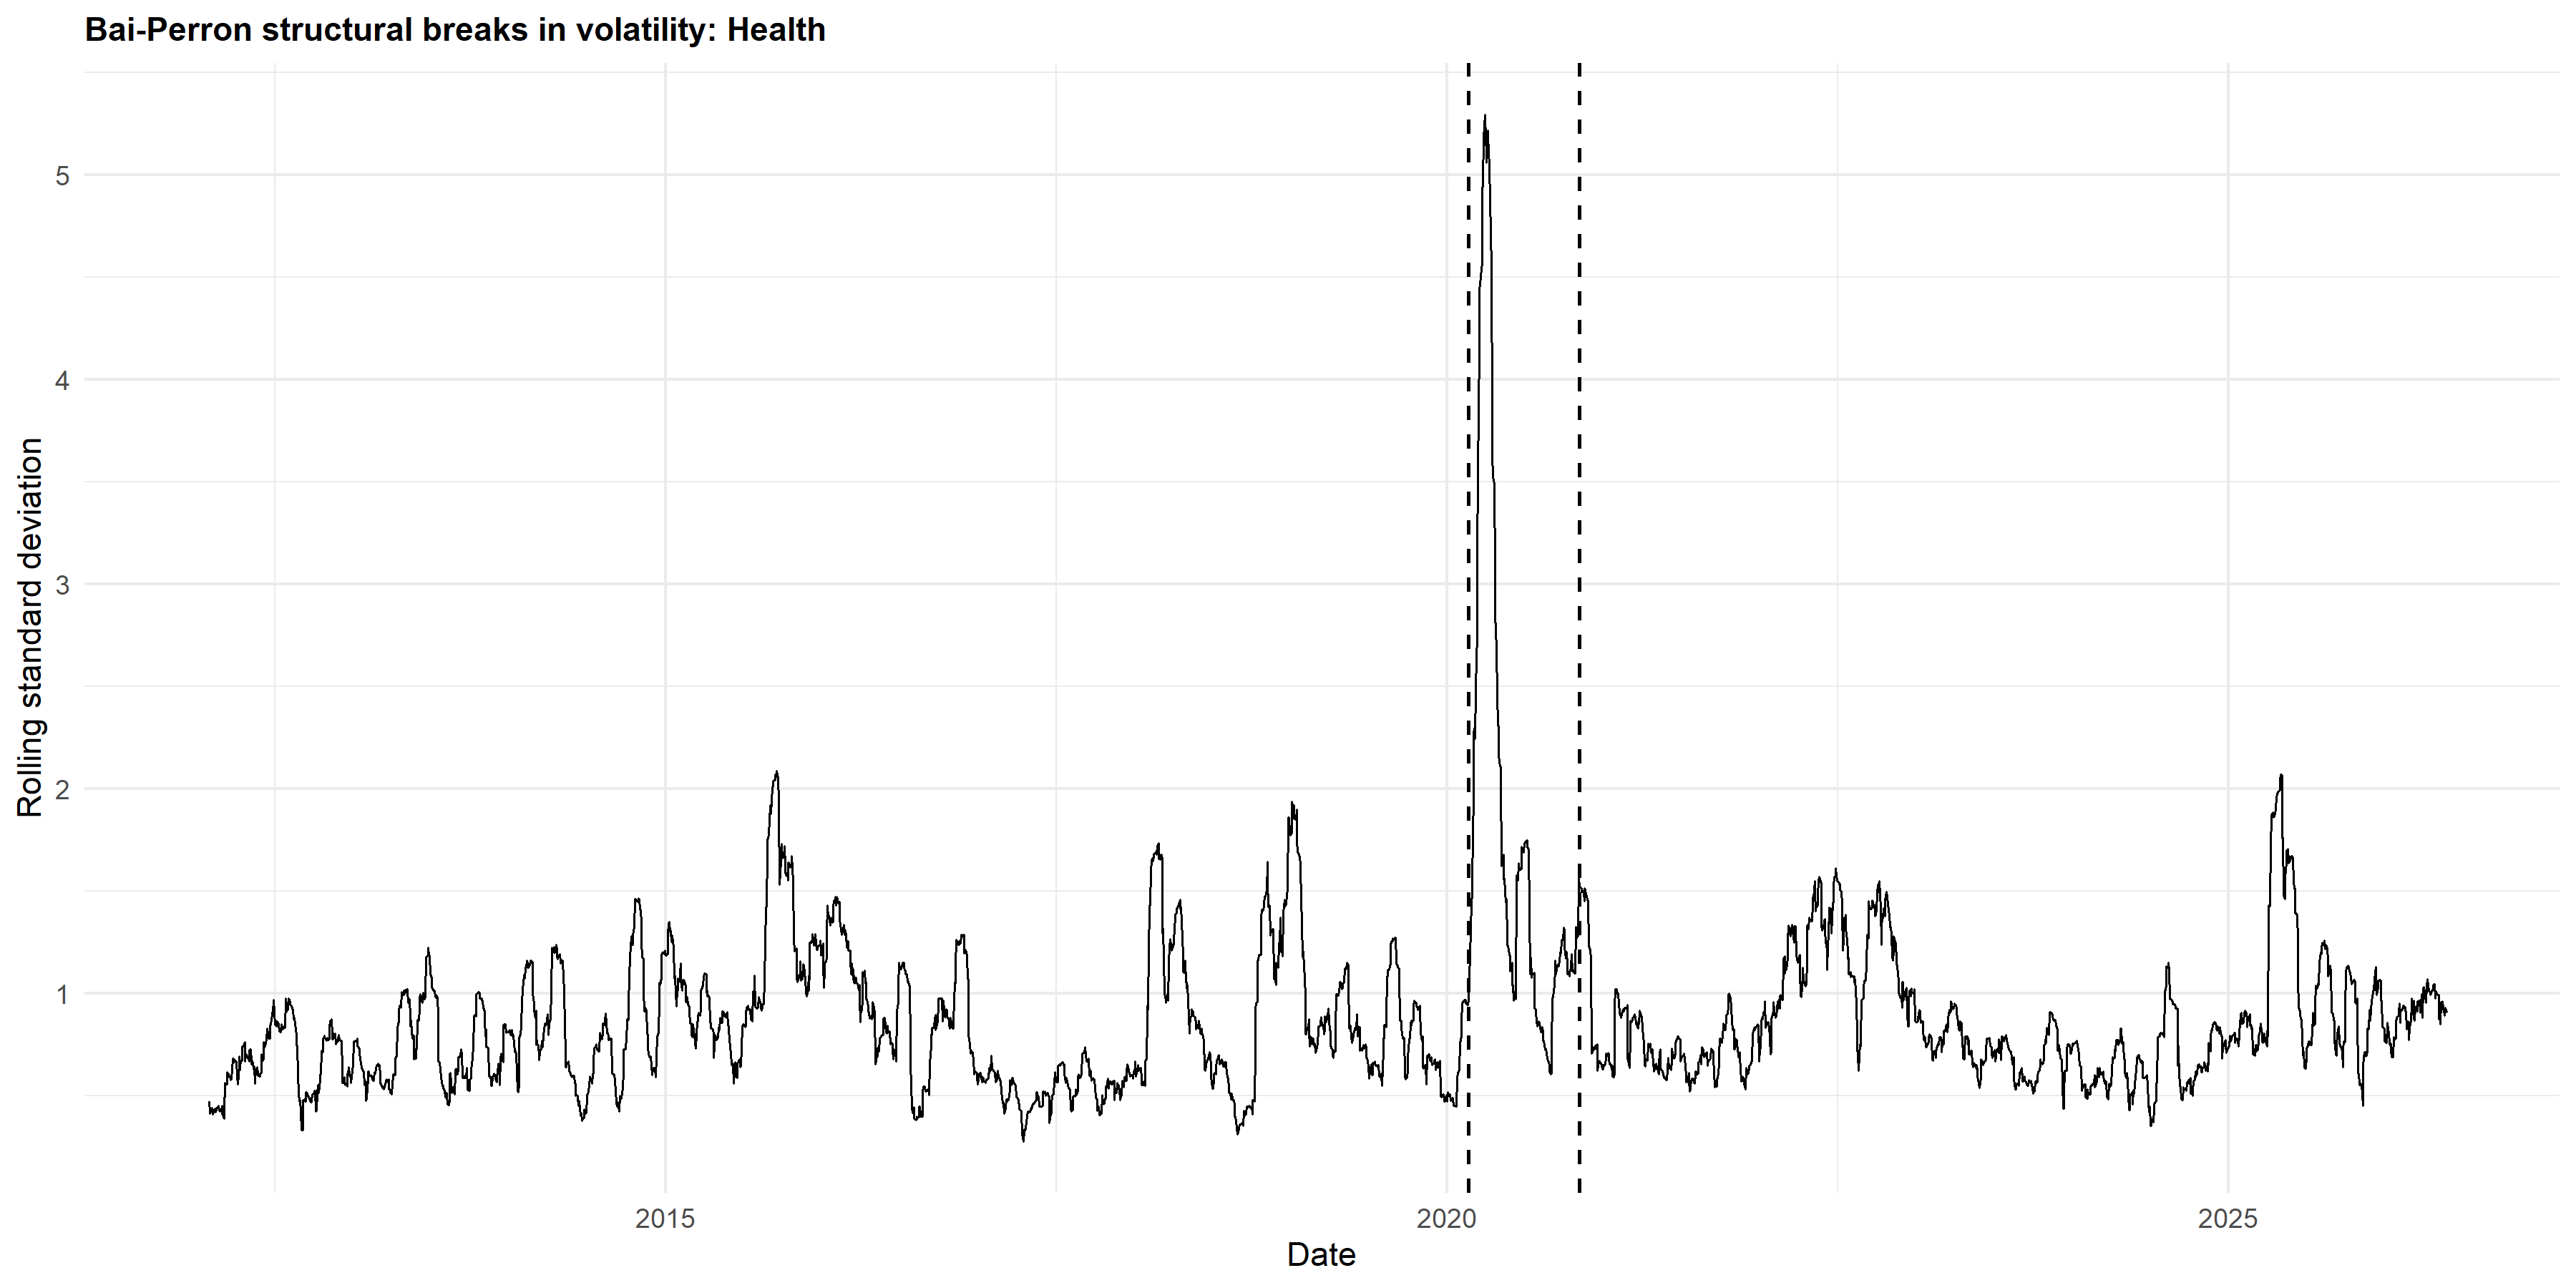 Bai-Perron structural breaks in volatility: Health
Rolling standard deviation
5
4
3
2
1
2015
2020
2025
Date